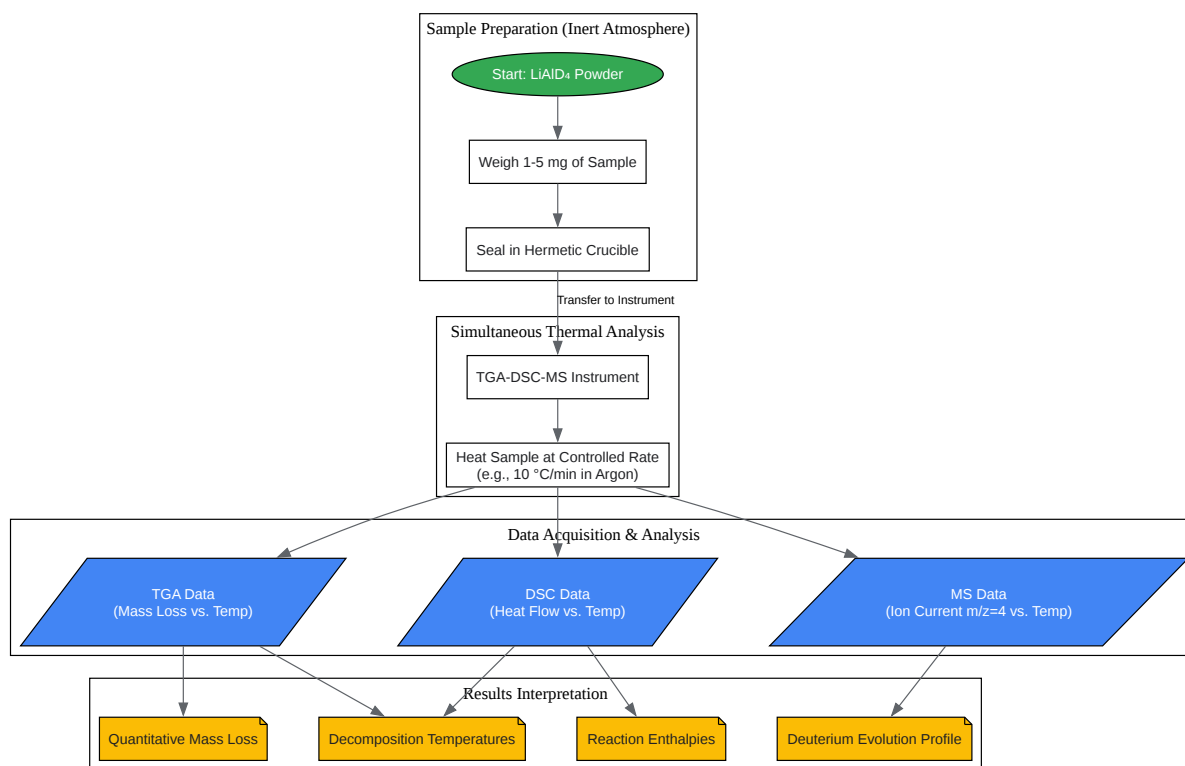 Sample Preparation (Inert Atmosphere)
Start: LiAlD₄ Powder
Weigh 1-5 mg of Sample
Seal in Hermetic Crucible
Transfer to Instrument
Simultaneous Thermal Analysis
TGA-DSC-MS Instrument
Heat Sample at Controlled Rate
(e.g., 10 °C/min in Argon)
Data Acquisition & Analysis
TGA Data
(Mass Loss vs. Temp)
DSC Data
(Heat Flow vs. Temp)
MS Data
(Ion Current m/z=4 vs. Temp)
Results Interpretation
Quantitative Mass Loss
Decomposition Temperatures
Reaction Enthalpies
Deuterium Evolution Profile